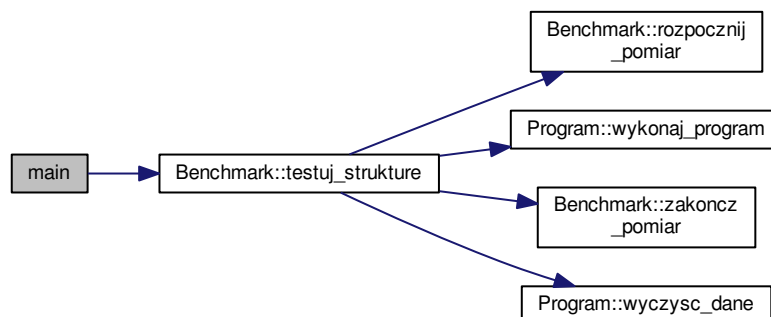 Benchmark::rozpocznij
_pomiar
Program::wykonaj_program
main
Benchmark::testuj_strukture
Benchmark::zakoncz
_pomiar
Program::wyczysc_dane